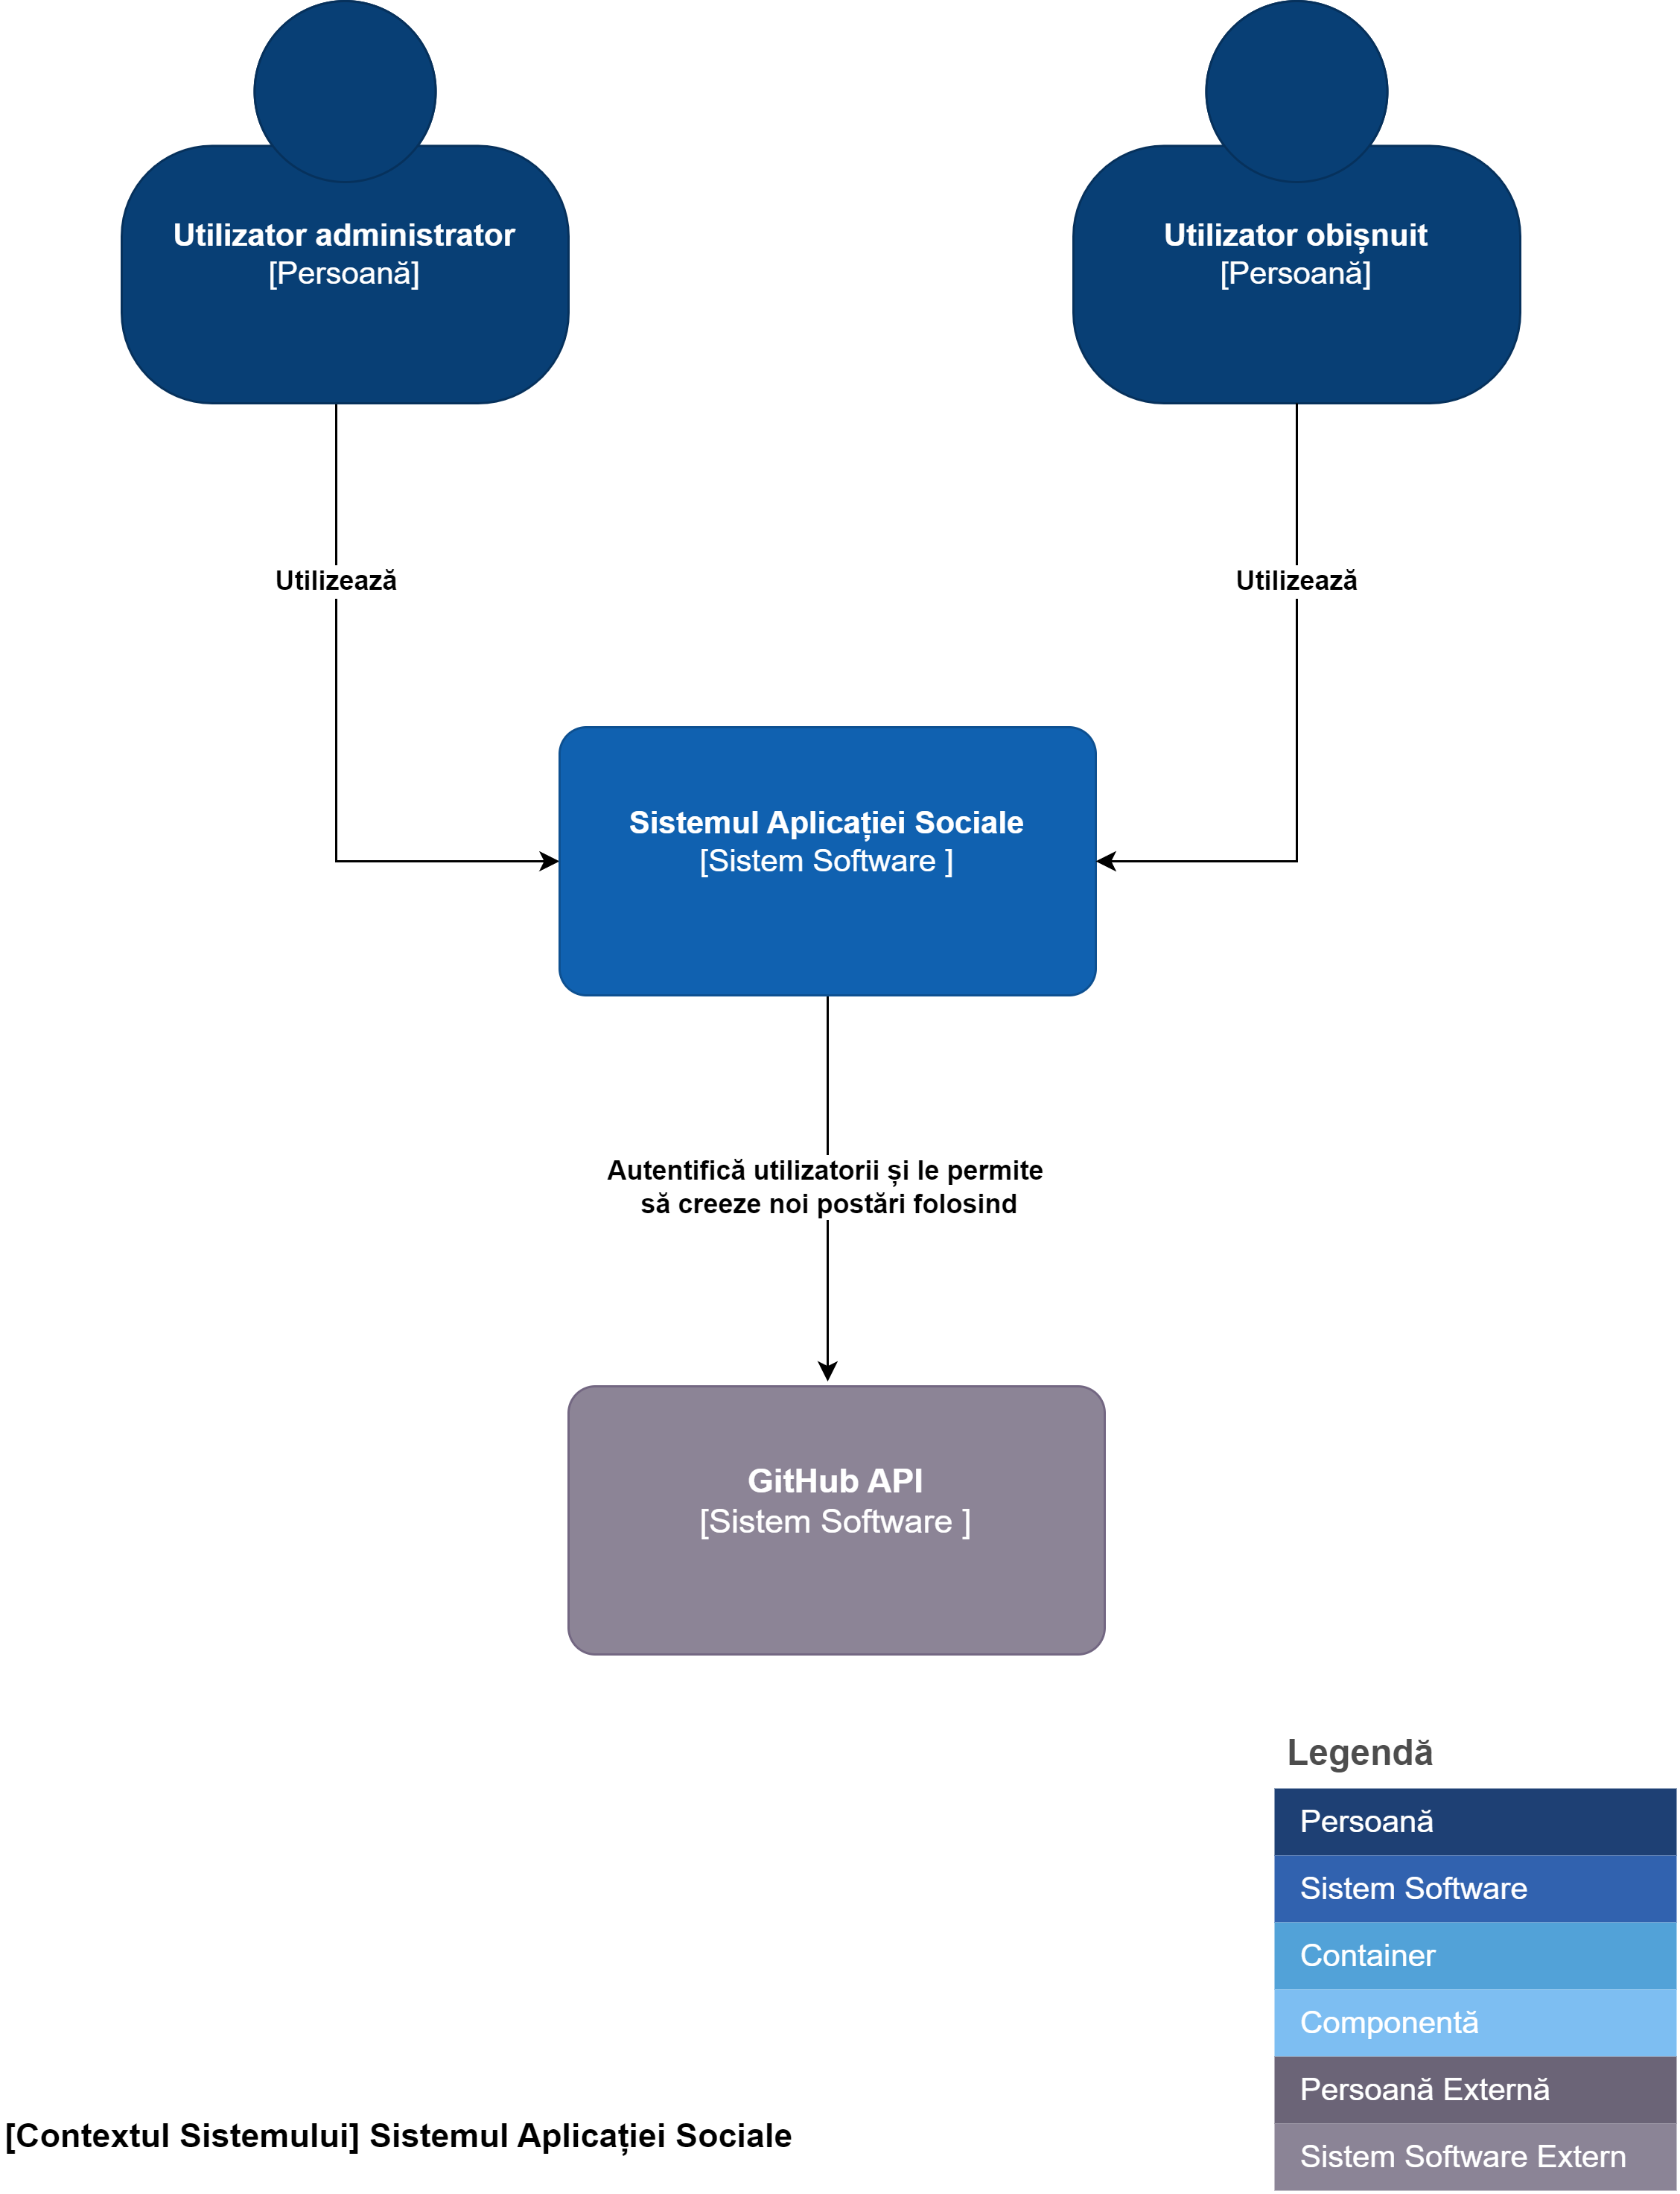 Utilizator administrator
[Persoană]
Utilizator obișnuit
[Persoană]
Utilizează
Utilizează
Sistemul Aplicației Sociale
[Sistem Software ]
Autentifică utilizatorii și le permite
să creeze noi postări folosind
GitHub API
[Sistem Software ]
Legendă
Persoană
Sistem Software
Container
Componentă
Persoană Externă
Sistem Software Extern
[Contextul Sistemului] Sistemul Aplicației Sociale